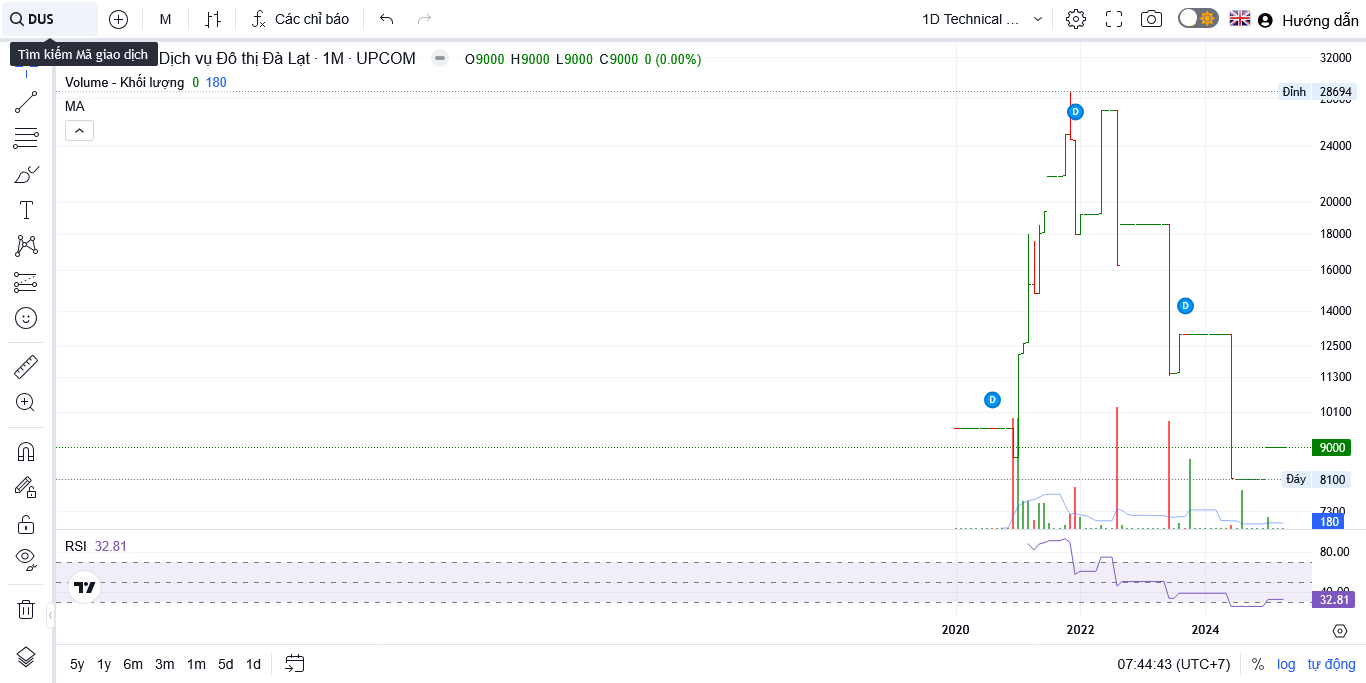 DUS
M
Các chỉ báo
1D Technical ...
Hướng dẫn
Tìm kiếm Mã giao dịch
Dịch vụ Đô thị Đà Lạt · 1M · UPCOM
O9000 H9000 L9000 C9000 0 (0.00%)
Volume - Khối lượng 0 180
MA
32000
Đỉnh 28694
D
24000
20000
18000
16000
D
14000
12500
11300
D
10100
9000
Đáy 8100
7300
180
RSI 32.81
80.00
40.00
32.81
2020 2022 2024
5y 1y 6m 3m 1m 5d 1d
07:44:43 (UTC+7)
% log tự động